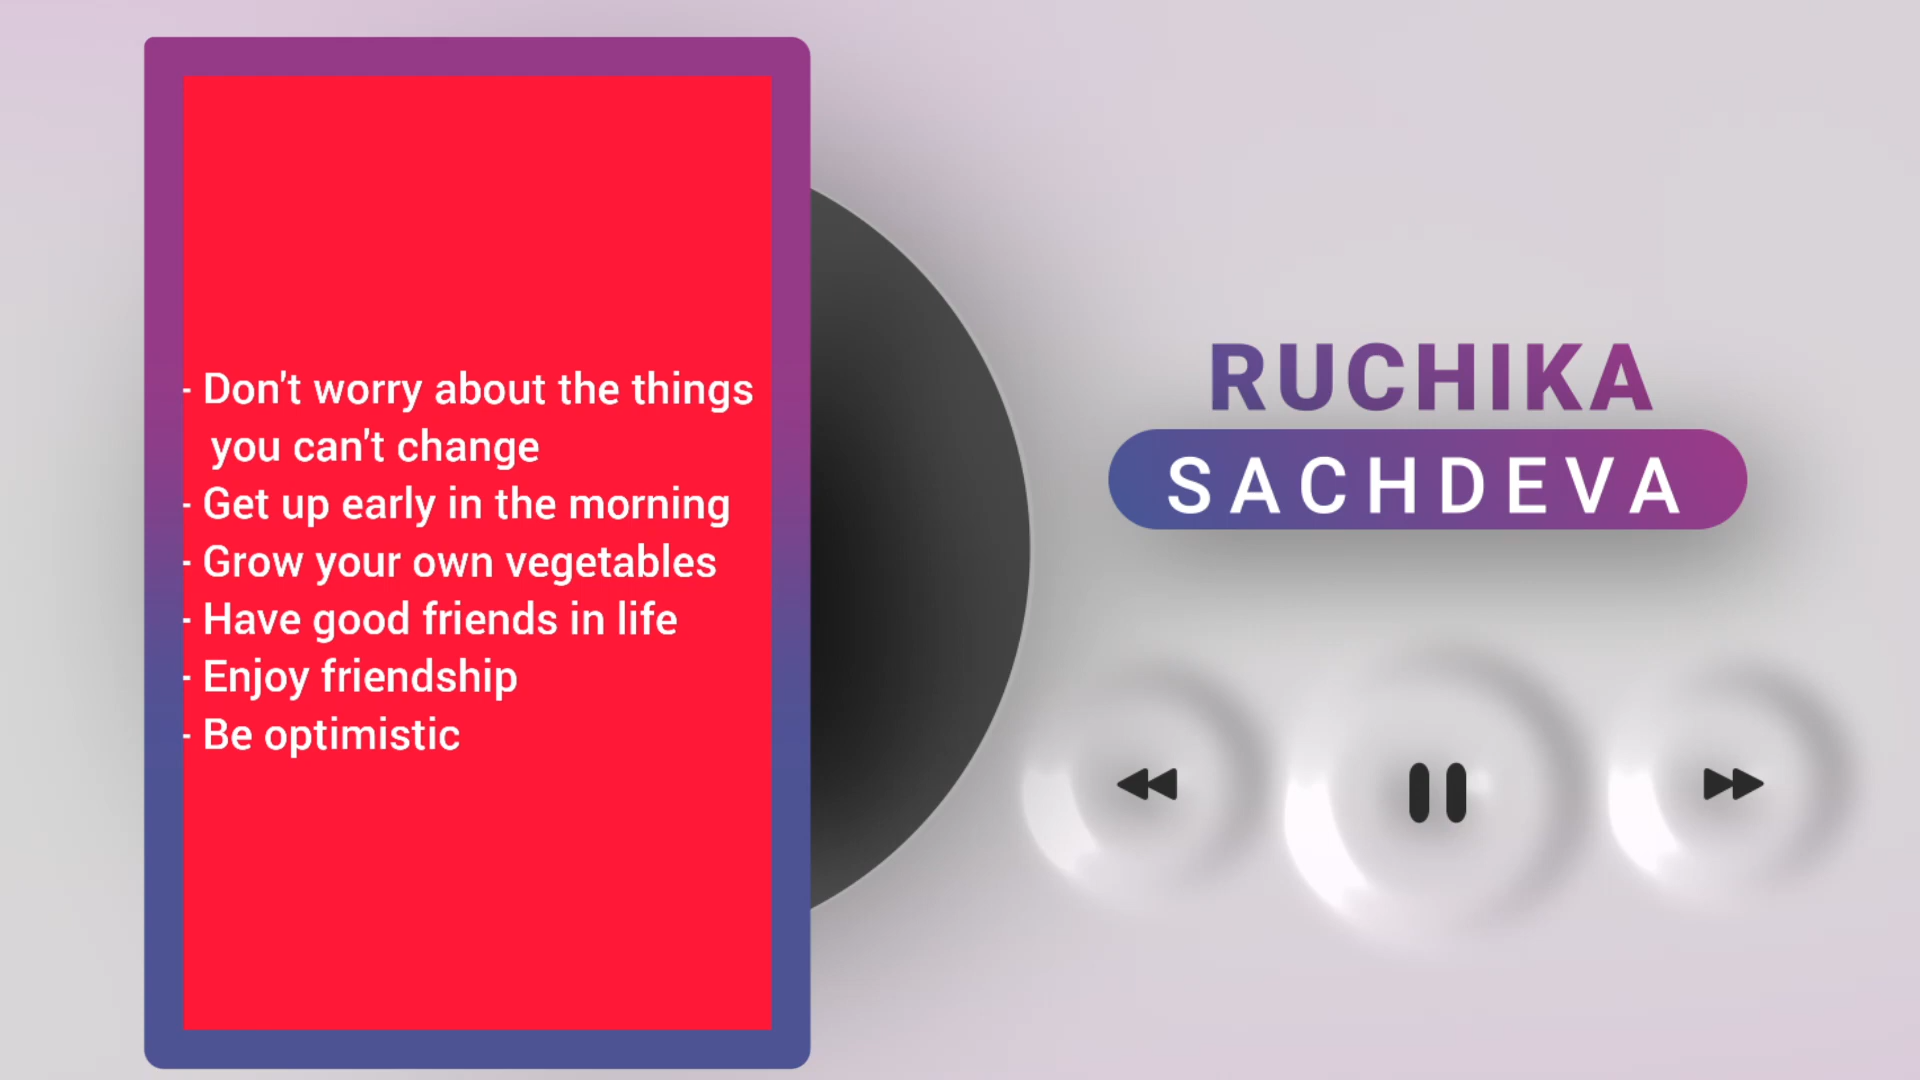 - Don't worry about the things
you can't change
- Get up early in the morning
- Grow your own vegetables
- Have good friends in life
- Enjoy friendship
- Be optimistic
RUCHIKA
SACHDEVA